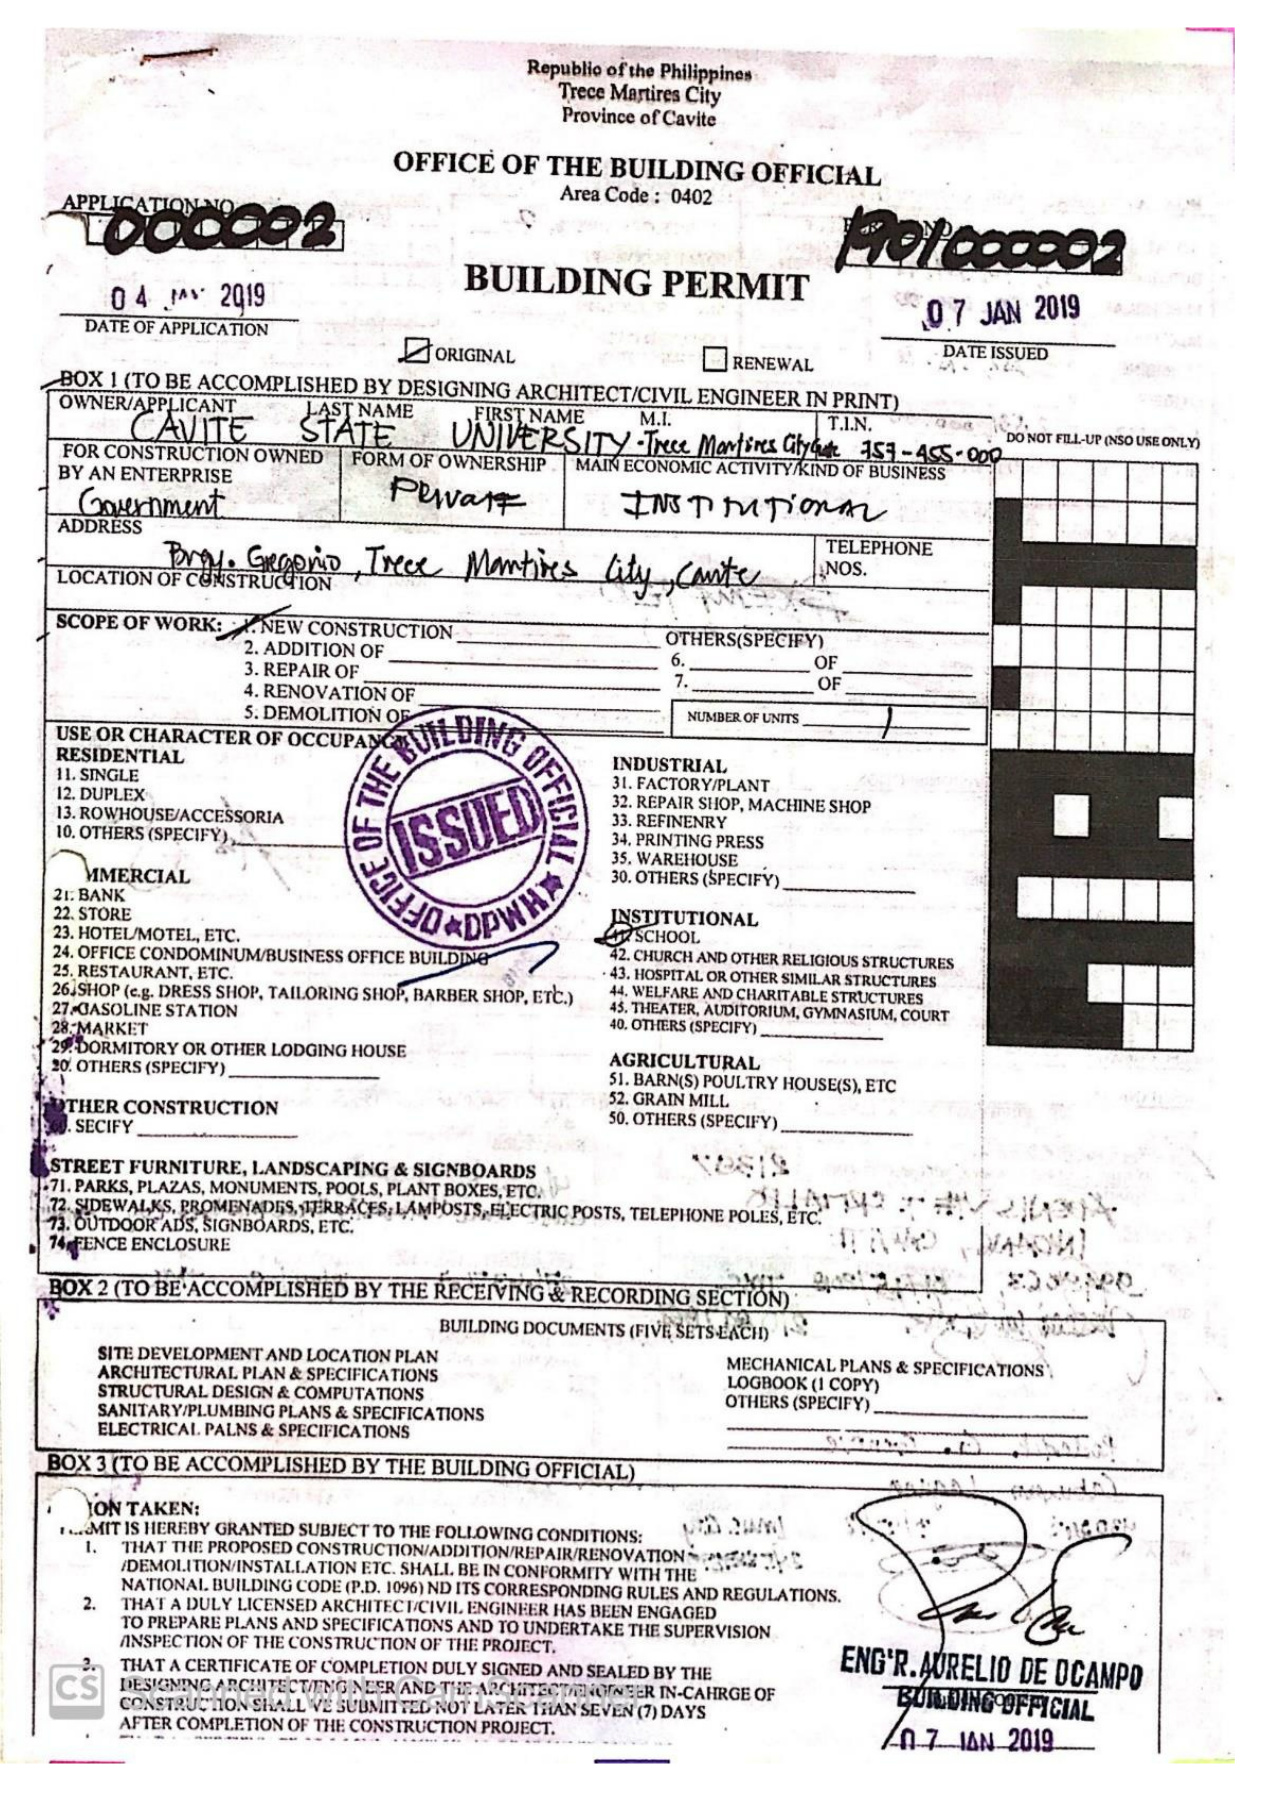 Republic of the Philippines
Trece Martires City
Province of Cavite
OFFICE OF THE BUILDING OFFICIAL
Area Code : 0402
APPLICATION NO.
000002
1901000002
BUILDING PERMIT
04 2019
DATE OF APPLICATION
07 JAN 2019
DATE ISSUED
ORIGINAL
RENEWAL
BOX 1 (TO BE ACCOMPLISHED BY DESIGNING ARCHITECT/CIVIL ENGINEER IN PRINT)
OWNER/APPLICANT LAST NAME FIRST NAME M.I. T.I.N.
CAVITE STATE UNIVERSITY - Trece Martires City 757-455-000
DO NOT FILL-UP (NSO USE ONLY)
FOR CONSTRUCTION OWNED BY AN ENTERPRISE
Government
FORM OF OWNERSHIP
Private
MAIN ECONOMIC ACTIVITY/KIND OF BUSINESS
INSTITUTIONAL
ADDRESS
Brgy. Gregorio, Trece Martires City, Cavite
TELEPHONE NOS.
LOCATION OF CONSTRUCTION
SCOPE OF WORK: 1. NEW CONSTRUCTION
2. ADDITION OF
3. REPAIR OF
4. RENOVATION OF
5. DEMOLITION OF
OTHERS(SPECIFY)
6. OF
7. OF
NUMBER OF UNITS 1
USE OR CHARACTER OF OCCUPANCY
RESIDENTIAL
11. SINGLE
12. DUPLEX
13. ROWHOUSE/ACCESSORIA
10. OTHERS (SPECIFY)
MMERCIAL
21. BANK
22. STORE
23. HOTEL/MOTEL, ETC.
24. OFFICE CONDOMINUM/BUSINESS OFFICE BUILDING
25. RESTAURANT, ETC.
26. SHOP (e.g. DRESS SHOP, TAILORING SHOP, BARBER SHOP, ETC.)
27. GASOLINE STATION
28. MARKET
29. DORMITORY OR OTHER LODGING HOUSE
20. OTHERS (SPECIFY)
OTHER CONSTRUCTION
60. SECIFY
OFFICE OF THE BUILDING OFFICIAL
ISSUED
DPWH
INDUSTRIAL
31. FACTORY/PLANT
32. REPAIR SHOP, MACHINE SHOP
33. REFINENRY
34. PRINTING PRESS
35. WAREHOUSE
30. OTHERS (SPECIFY)
INSTITUTIONAL
41. SCHOOL
42. CHURCH AND OTHER RELIGIOUS STRUCTURES
43. HOSPITAL OR OTHER SIMILAR STRUCTURES
44. WELFARE AND CHARITABLE STRUCTURES
45. THEATER, AUDITORIUM, GYMNASIUM, COURT
40. OTHERS (SPECIFY)
AGRICULTURAL
51. BARN(S) POULTRY HOUSE(S), ETC
52. GRAIN MILL
50. OTHERS (SPECIFY)
STREET FURNITURE, LANDSCAPING & SIGNBOARDS
71. PARKS, PLAZAS, MONUMENTS, POOLS, PLANT BOXES, ETC.
72. SIDEWALKS, PROMENADES, TERRACES, LAMPOSTS, ELECTRIC POSTS, TELEPHONE POLES, ETC.
73. OUTDOOR ADS, SIGNBOARDS, ETC.
74. FENCE ENCLOSURE
BOX 2 (TO BE ACCOMPLISHED BY THE RECEIVING & RECORDING SECTION)
BUILDING DOCUMENTS (FIVE SETS EACH)
SITE DEVELOPMENT AND LOCATION PLAN
ARCHITECTURAL PLAN & SPECIFICATIONS
STRUCTURAL DESIGN & COMPUTATIONS
SANITARY/PLUMBING PLANS & SPECIFICATIONS
ELECTRICAL PALNS & SPECIFICATIONS
MECHANICAL PLANS & SPECIFICATIONS
LOGBOOK (1 COPY)
OTHERS (SPECIFY)
BOX 3 (TO BE ACCOMPLISHED BY THE BUILDING OFFICIAL)
ION TAKEN:
MIT IS HEREBY GRANTED SUBJECT TO THE FOLLOWING CONDITIONS:
1. THAT THE PROPOSED CONSTRUCTION/ADDITION/REPAIR/RENOVATION
/DEMOLITION/INSTALLATION ETC. SHALL BE IN CONFORMITY WITH THE
NATIONAL BUILDING CODE (P.D. 1096) ND ITS CORRESPONDING RULES AND REGULATIONS.
2. THAT A DULY LICENSED ARCHITECT/CIVIL ENGINEER HAS BEEN ENGAGED
TO PREPARE PLANS AND SPECIFICATIONS AND TO UNDERTAKE THE SUPERVISION
/INSPECTION OF THE CONSTRUCTION OF THE PROJECT.
3. THAT A CERTIFICATE OF COMPLETION DULY SIGNED AND SEALED BY THE
DESIGNING ARCHITECT/ENGINEER AND THE ARCHITECT/ENGINEER IN-CAHRGE OF
CONSTRUCTION SHALL VE SUBMITTED NOT LATER THAN SEVEN (7) DAYS
AFTER COMPLETION OF THE CONSTRUCTION PROJECT.
ENG'R. AURELIO DE OCAMPO
BUILDING OFFICIAL
07 JAN 2019
CS Scanned with CamScanner